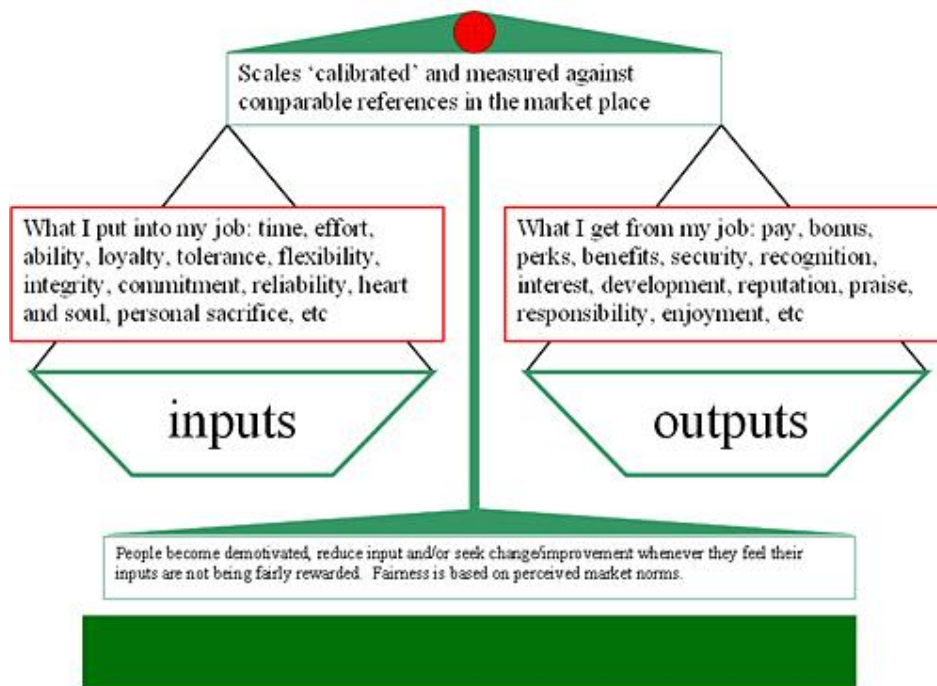 Scales ‘calibrated’ and measured against
comparable references in the market place
What I put into my job: time, effort,
ability, loyalty, tolerance, flexibility,
integrity, commitment, reliability, heart
and soul, personal sacrifice, etc
What I get from my job: pay, bonus,
perks, benefits, security, recognition,
interest, development, reputation, praise,
responsibility, enjoyment, etc
inputs
outputs
People become demotivated, reduce input and/or seek change/improvement whenever they feel their
inputs are not being fairly rewarded.  Fairness is based on perceived market norms.